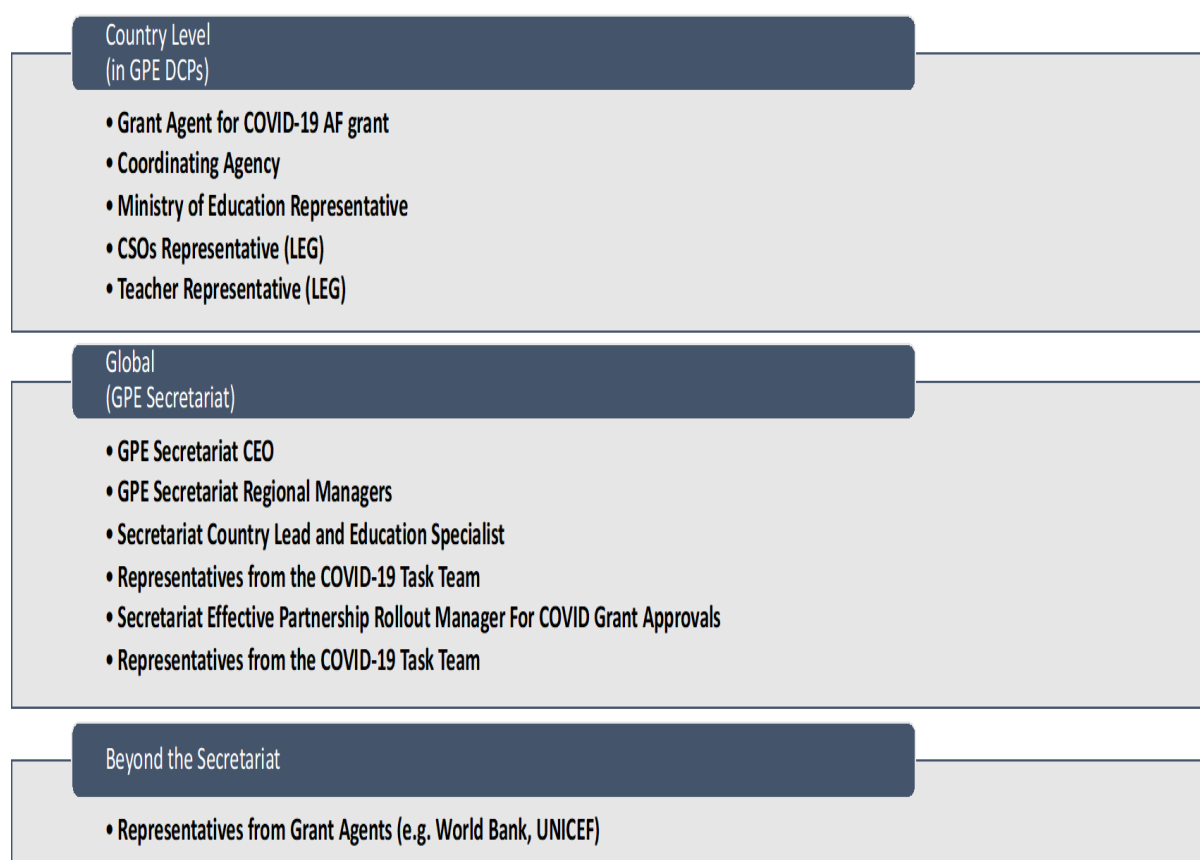 Country Level
(in GPE DCPs)
• Grant Agent for COVID-19 AF grant
• Coordinating Agency
• Ministry of Education Representative
• CSOs Representative (LEG)
• Teacher Representative (LEG)
Global
(GPE Secretariat)
• GPE Secretariat CEO
• GPE Secretariat Regional Managers
• Secretariat Country Lead and Education Specialist
• Representatives from the COVID-19 Task Team
• Secretariat Effective Partnership Rollout Manager For COVID Grant Approvals
• Representatives from the COVID-19 Task Team
Beyond the Secretariat
• Representatives from Grant Agents (e.g. World Bank, UNICEF)